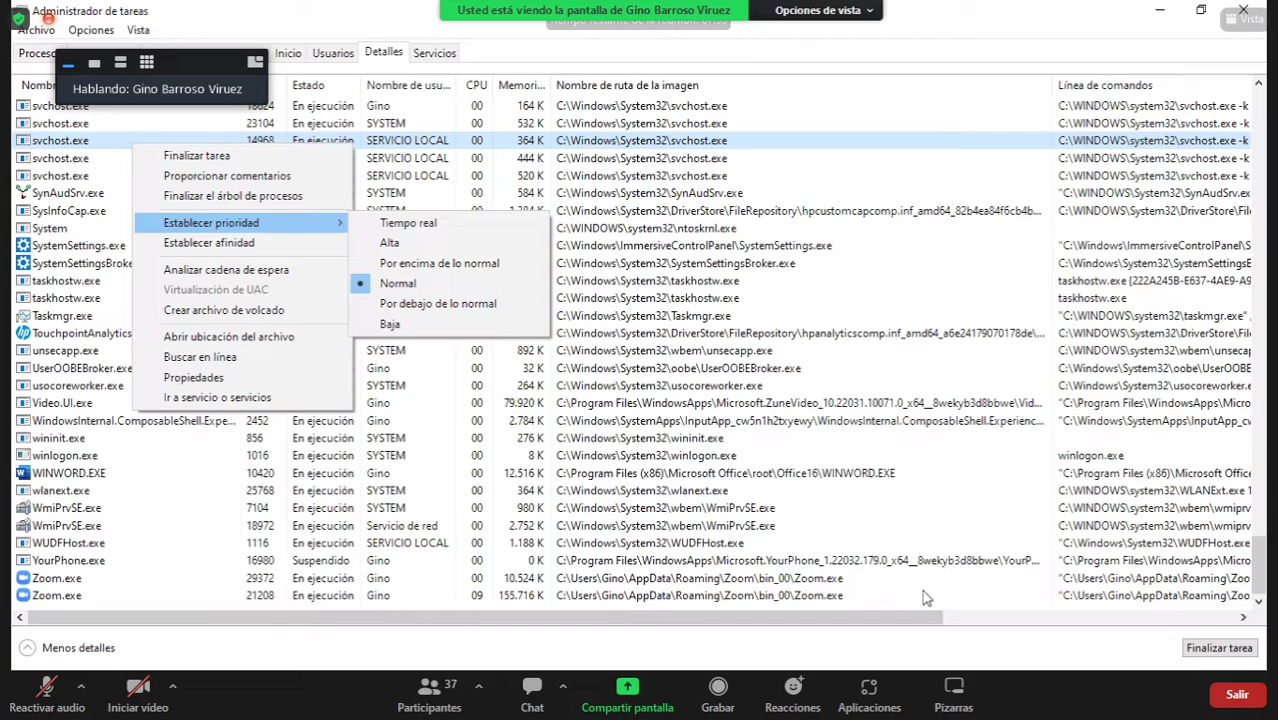 Administrador de tareas
Usted está viendo la pantalla de Gino Barroso Viruez
Opciones de vista
Tiempo restante de la reunión:
Vista
Archivo Opciones Vista
Proceso Inicio Usuarios Detalles Servicios
Hablando: Gino Barroso Viruez
Nomb Estado Nombre de usu... CPU Memori... Nombre de ruta de la imagen Línea de comandos
svchost.exe 18624 En ejecución Gino 00 164 K C:\Windows\System32\svchost.exe C:\WINDOWS\system32\svchost.exe -k
svchost.exe 23104 En ejecución SYSTEM 00 532 K C:\Windows\System32\svchost.exe C:\WINDOWS\system32\svchost.exe -k
svchost.exe 14968 En ejecución SERVICIO LOCAL 00 364 K C:\Windows\System32\svchost.exe C:\WINDOWS\system32\svchost.exe -k
svchost.exe SERVICIO LOCAL 00 444 K C:\Windows\System32\svchost.exe C:\WINDOWS\system32\svchost.exe -k
svchost.exe SERVICIO LOCAL 00 520 K C:\Windows\System32\svchost.exe C:\WINDOWS\system32\svchost.exe -k
SynAudSrv.exe SYSTEM 00 584 K C:\Windows\System32\SynAudSrv.exe
SysInfoCap.exe SYSTEM 00 1.284 K C:\Windows\System32\DriverStore\FileRepository\hpcustomcapcomp.inf_amd64_82b4ea84f6cb4b...
System C:\WINDOWS\system32\ntoskrnl.exe
SystemSettings.exe C:\Windows\ImmersiveControlPanel\SystemSettings.exe "C:\Windows\ImmersiveControlPanel\S
SystemSettingsBroke C:\Windows\System32\SystemSettingsBroker.exe C:\Windows\System32\SystemSettings
taskhostw.exe C:\Windows\System32\taskhostw.exe taskhostw.exe {222A245B-E637-4AE9-A
taskhostw.exe C:\Windows\System32\taskhostw.exe taskhostw.exe
Taskmgr.exe C:\Windows\System32\Taskmgr.exe "C:\WINDOWS\system32\taskmgr.exe" /
TouchpointAnalytics C:\Windows\System32\DriverStore\FileRepository\hpanalyticscomp.inf_amd64_a6e24179070178de\... C:\WINDOWS\System32\DriverStore\Fil
unsecapp.exe SYSTEM 00 892 K C:\Windows\System32\wbem\unsecapp.exe C:\WINDOWS\system32\wbem\unseca
UserOOBEBroker.exe Gino 00 32 K C:\Windows\System32\oobe\UserOOBEBroker.exe C:\Windows\System32\oobe\UserOOBE
usocoreworker.exe SYSTEM 00 264 K C:\Windows\System32\usocoreworker.exe C:\Windows\System32\usocoreworker.e
Video.UI.exe Gino 00 79.920 K C:\Program Files\WindowsApps\Microsoft.ZuneVideo_10.22031.10071.0_x64__8wekyb3d8bbwe\Vid... "C:\Program Files\WindowsApps\Micros
WindowsInternal.ComposableShell.Expe... 2452 En ejecución Gino 00 2.784 K C:\Windows\SystemApps\InputApp_cw5n1h2txyewy\WindowsInternal.ComposableShell.Experienc... "C:\Windows\SystemApps\InputApp_cw
wininit.exe 856 En ejecución SYSTEM 00 276 K C:\Windows\System32\wininit.exe
winlogon.exe 1016 En ejecución SYSTEM 00 8 K C:\Windows\System32\winlogon.exe winlogon.exe
WINWORD.EXE 10420 En ejecución Gino 00 12.516 K C:\Program Files (x86)\Microsoft Office\root\Office16\WINWORD.EXE "C:\Program Files (x86)\Microsoft Offic
wlanext.exe 25768 En ejecución SYSTEM 00 364 K C:\Windows\System32\wlanext.exe C:\WINDOWS\system32\WLANExt.exe 1
WmiPrvSE.exe 7104 En ejecución SYSTEM 00 980 K C:\Windows\System32\wbem\WmiPrvSE.exe C:\WINDOWS\system32\wbem\wmiprv
WmiPrvSE.exe 18972 En ejecución Servicio de red 00 2.752 K C:\Windows\System32\wbem\WmiPrvSE.exe C:\WINDOWS\system32\wbem\wmiprv
WUDFHost.exe 1116 En ejecución SERVICIO LOCAL 00 1.188 K C:\Windows\System32\WUDFHost.exe "C:\Windows\System32\WUDFHost.exe"
YourPhone.exe 16980 Suspendido Gino 00 0 K C:\Program Files\WindowsApps\Microsoft.YourPhone_1.22032.179.0_x64__8wekyb3d8bbwe\YourP... "C:\Program Files\WindowsApps\Micros
Zoom.exe 29372 En ejecución Gino 00 10.524 K C:\Users\Gino\AppData\Roaming\Zoom\bin_00\Zoom.exe "C:\Users\Gino\AppData\Roaming\Zoo
Zoom.exe 21208 En ejecución Gino 09 155.716 K C:\Users\Gino\AppData\Roaming\Zoom\bin_00\Zoom.exe "C:\Users\Gino\AppData\Roaming\Zoo
Finalizar tarea
Proporcionar comentarios
Finalizar el árbol de procesos
Establecer prioridad
Establecer afinidad
Analizar cadena de espera
Virtualización de UAC
Crear archivo de volcado
Abrir ubicación del archivo
Buscar en línea
Propiedades
Ir a servicio o servicios
Tiempo real
Alta
Por encima de lo normal
Normal
Por debajo de lo normal
Baja
Menos detalles
Finalizar tarea
Reactivar audio Iniciar vídeo Participantes 37 Chat Compartir pantalla Grabar Reacciones Aplicaciones Pizarras Salir